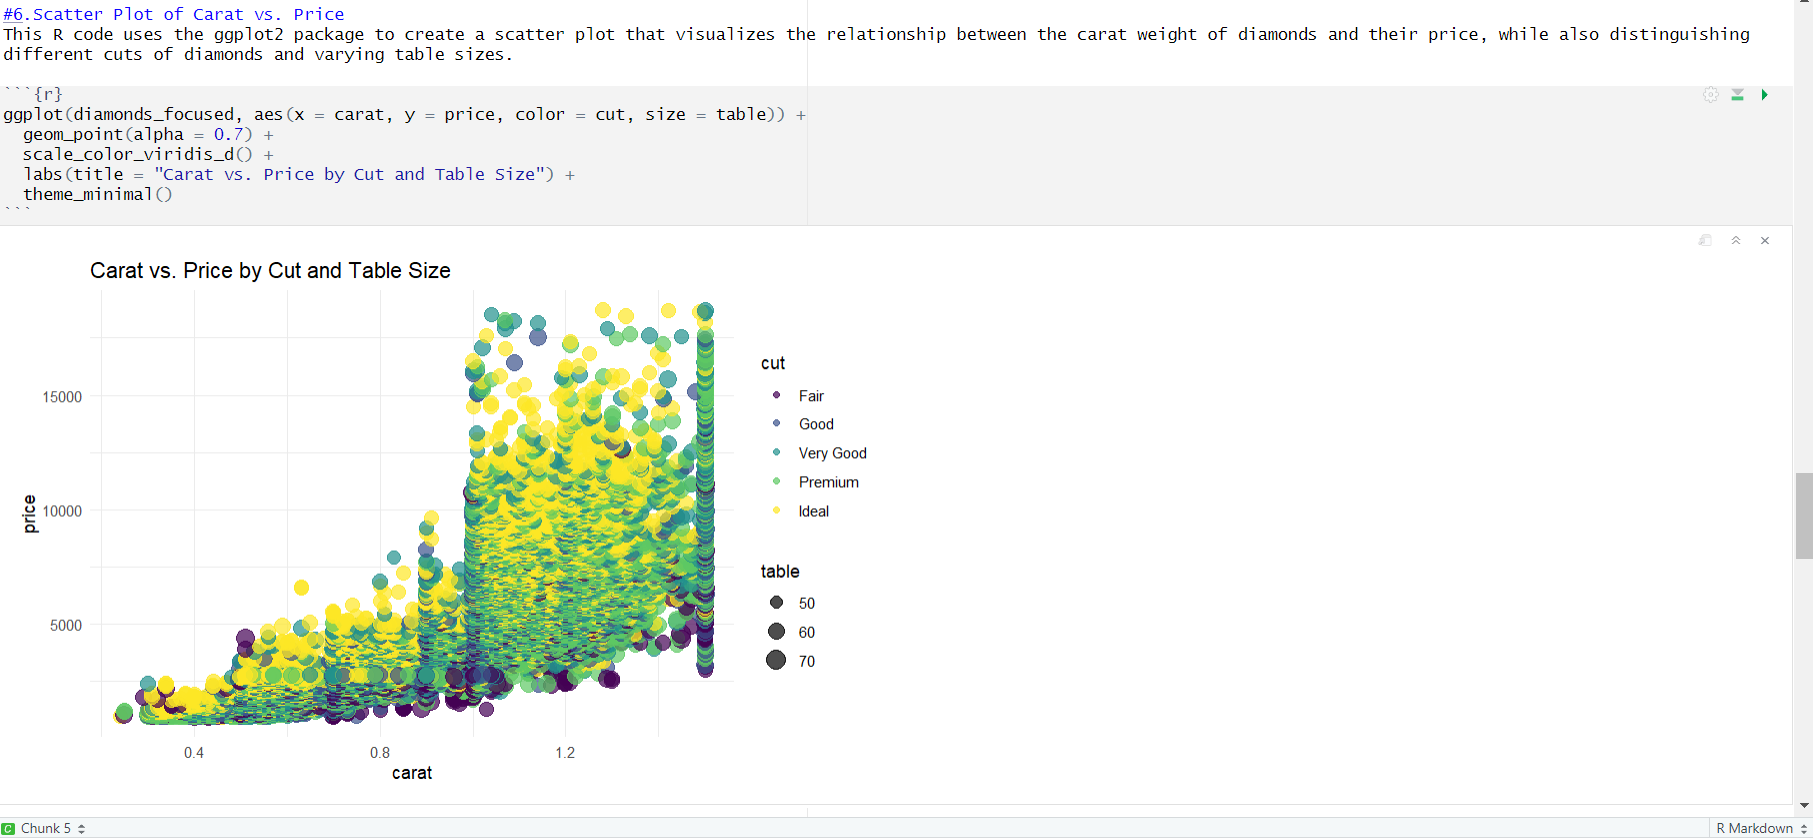 #6.Scatter Plot of Carat vs. Price
This R code uses the ggplot2 package to create a scatter plot that visualizes the relationship between the carat weight of diamonds and their price, while also distinguishing
different cuts of diamonds and varying table sizes.
```{r}
ggplot(diamonds_focused, aes(x = carat, y = price, color = cut, size = table)) +
  geom_point(alpha = 0.7) +
  scale_color_viridis_d() +
  labs(title = "Carat vs. Price by Cut and Table Size") +
  theme_minimal()
```
Carat vs. Price by Cut and Table Size
15000
10000
5000
price
0.4 0.8 1.2
carat
cut
Fair
Good
Very Good
Premium
Ideal
table
50
60
70
C Chunk 5
R Markdown